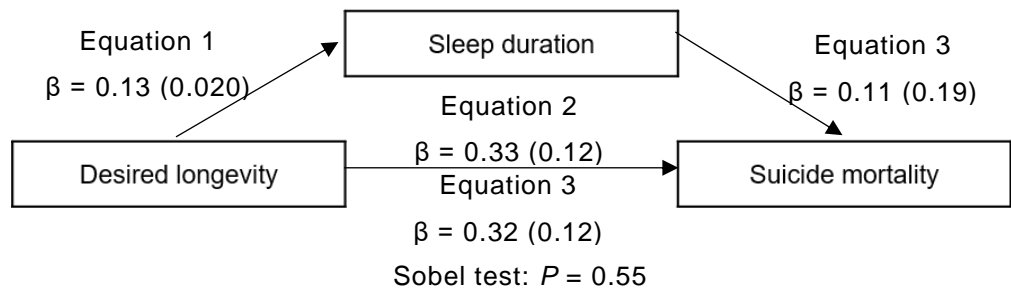 Equation 1
β = 0.13 (0.020)
Sleep duration
Equation 3
β = 0.11 (0.19)
Equation 2
β = 0.33 (0.12)
Desired longevity
Suicide mortality
Equation 3
β = 0.32 (0.12)
Sobel test: P = 0.55